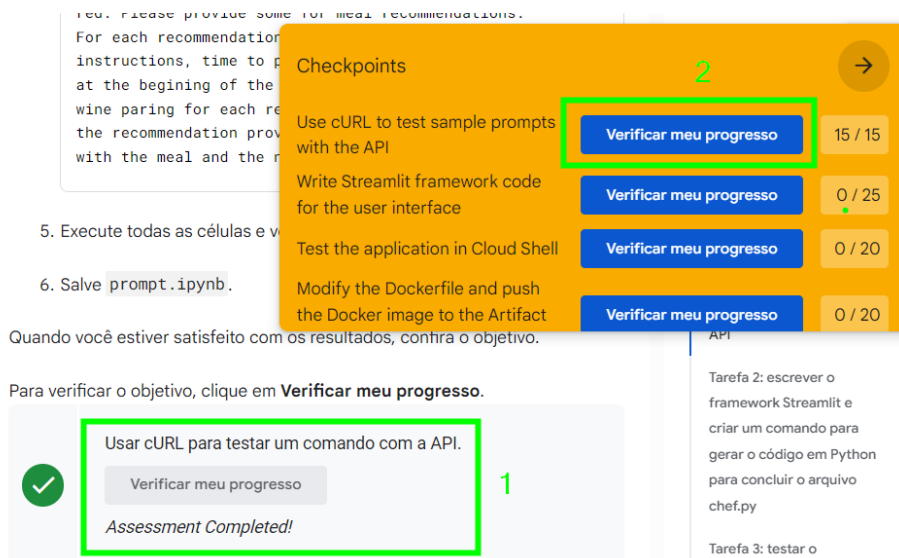 red. Please provide some for meal recommendations.
For each recommendation
instructions, time to p
at the begining of the
wine paring for each re
the recommendation prov
with the meal and the r
5. Execute todas as células e v
6. Salve prompt.ipynb.
Quando você estiver satisfeito com os resultados, confira o objetivo.
Para verificar o objetivo, clique em Verificar meu progresso.
Usar cURL para testar um comando com a API.
Verificar meu progresso
Assessment Completed!
1
Checkpoints
2
Use cURL to test sample prompts
with the API
Verificar meu progresso
15 / 15
Write Streamlit framework code
for the user interface
Verificar meu progresso
0 / 25
Test the application in Cloud Shell
Verificar meu progresso
0 / 20
Modify the Dockerfile and push
the Docker image to the Artifact
Verificar meu progresso
0 / 20
API
Tarefa 2: escrever o
framework Streamlit e
criar um comando para
gerar o código em Python
para concluir o arquivo
chef.py
Tarefa 3: testar o